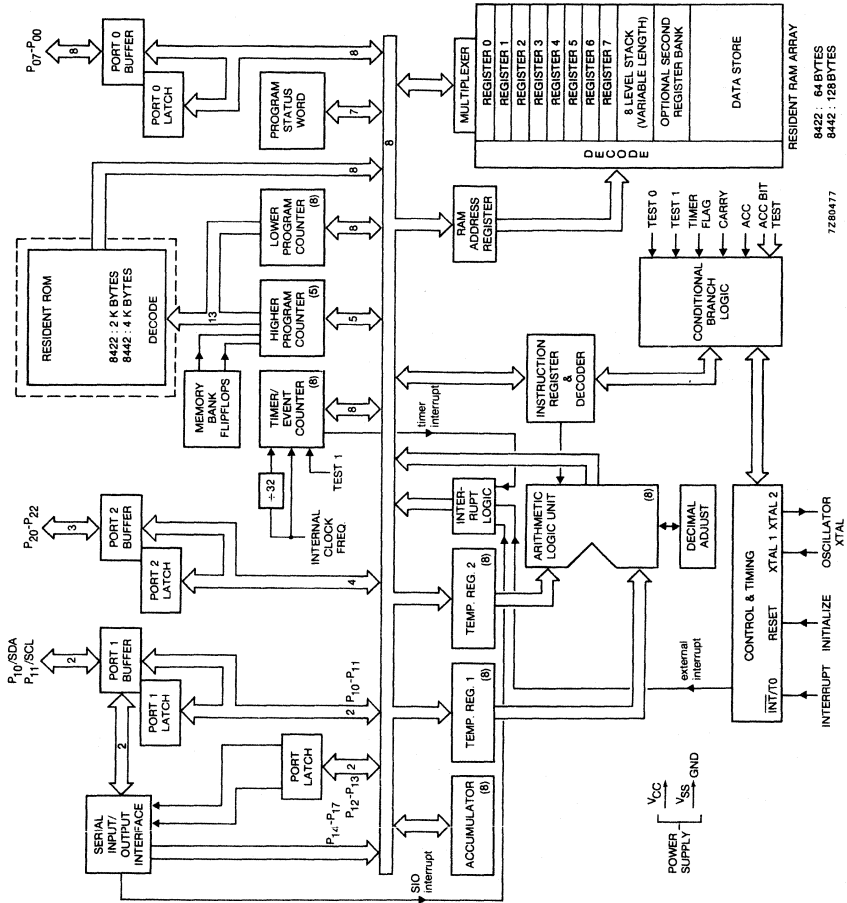 P10/SDA
P11/SCL
2
P20-P22
3
P07-P00
8
SERIAL
INPUT/
OUTPUT
INTERFACE
2
PORT 1
BUFFER
PORT 1
LATCH
PORT 2
BUFFER
PORT 2
LATCH
PORT 0
BUFFER
PORT 0
LATCH
RESIDENT ROM
8422 : 2 K BYTES
8442 : 4 K BYTES
DECODE
13
MEMORY
BANK
FLIPFLOPS
÷32
INTERNAL
CLOCK
FREQ.
TEST 1
TIMER/
EVENT
COUNTER
(8)
8
HIGHER
PROGRAM
COUNTER
(5)
5
LOWER
PROGRAM
COUNTER
(8)
8
8
PROGRAM
STATUS
WORD
7
8
PORT
LATCH
P14-P17
2
P12-P13
2
P10-P11
4
8
SIO
interrupt
ACCUMULATOR
(8)
TEMP. REG. 1
(8)
TEMP. REG. 2
(8)
INTER-
RUPT
LOGIC
timer
interrupt
external
interrupt
ARITHMETIC
LOGIC UNIT
(8)
DECIMAL
ADJUST
INSTRUCTION
REGISTER
&
DECODER
RAM
ADDRESS
REGISTER
MULTIPLEXER
REGISTER 0
REGISTER 1
REGISTER 2
REGISTER 3
REGISTER 4
REGISTER 5
REGISTER 6
REGISTER 7
8 LEVEL STACK
(VARIABLE LENGTH)
OPTIONAL SECOND
REGISTER BANK
DATA STORE
DECODE
RESIDENT RAM ARRAY
8422 : 64 BYTES
8442 : 128 BYTES
CONDITIONAL
BRANCH
LOGIC
TEST 0
TEST 1
TIMER
FLAG
CARRY
ACC
ACC BIT
TEST
POWER
SUPPLY
VCC
VSS
GND
CONTROL & TIMING
INT/T0
RESET
XTAL 1
XTAL 2
INTERRUPT
INITIALIZE
OSCILLATOR
XTAL
7Z80477